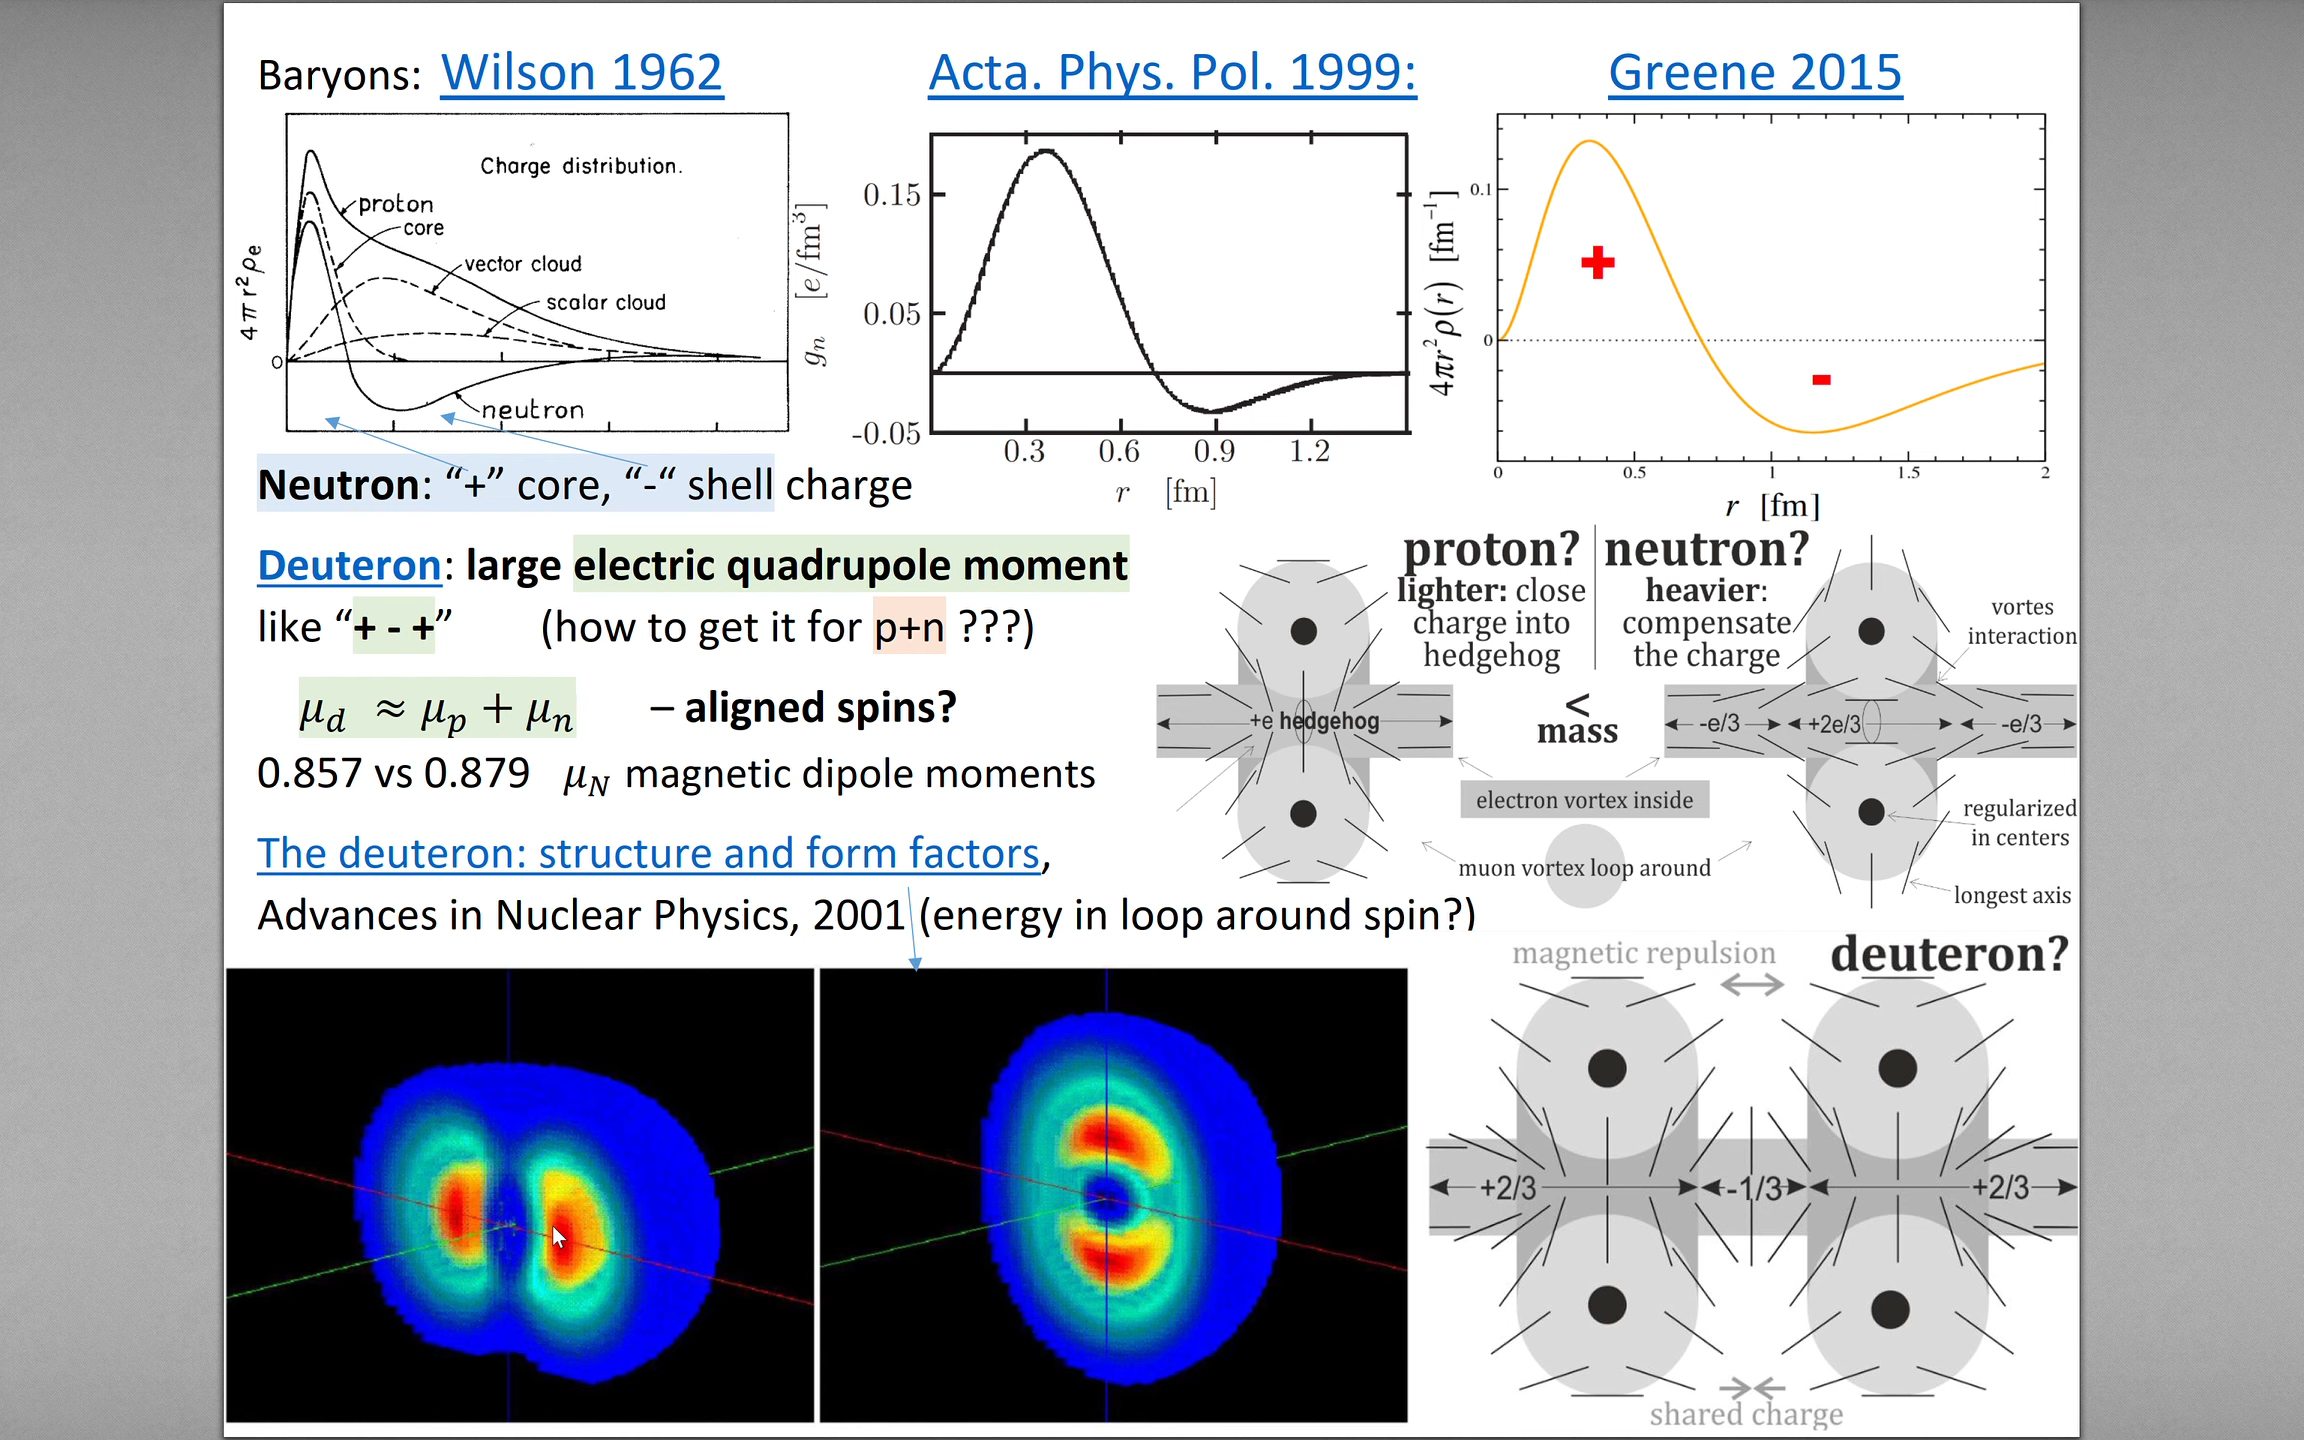 Baryons: Wilson 1962
Acta. Phys. Pol. 1999:
Greene 2015
Charge distribution.
proton
core
vector cloud
scalar cloud
neutron
4πr²ρe
0
gn [e/fm³]
0.15
0.05
-0.05
0.3 0.6 0.9 1.2
r [fm]
4πr²ρ(r) [fm⁻¹]
0.1
0
+
-
0 0.5 1 1.5 2
r [fm]
Neutron: “+” core, “-“ shell charge
Deuteron: large electric quadrupole moment
like “+ - +” (how to get it for p+n ???)
μd ≈ μp + μn – aligned spins?
0.857 vs 0.879 μN magnetic dipole moments
The deuteron: structure and form factors,
Advances in Nuclear Physics, 2001 (energy in loop around spin?)
proton?
lighter: close
charge into
hedgehog
neutron?
heavier:
compensate
the charge
vortes
interaction
+e hedgehog
<
mass
-e/3 +2e/3 -e/3
electron vortex inside
muon vortex loop around
regularized
in centers
longest axis
magnetic repulsion
deuteron?
+2/3 -1/3 +2/3
shared charge